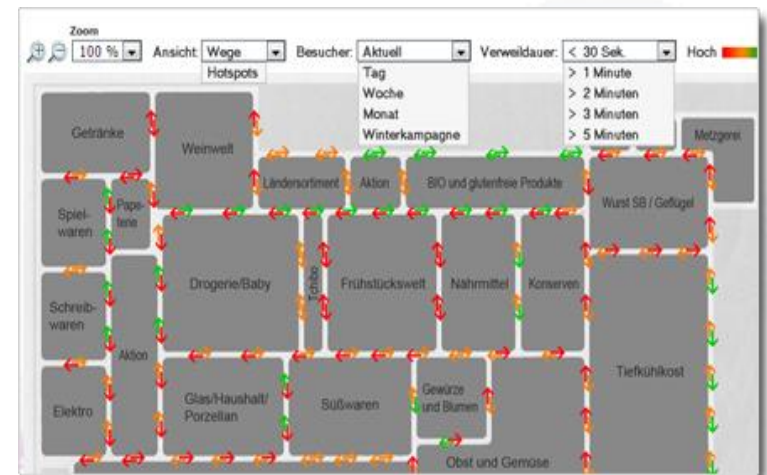 Zoom
100 % Ansicht: Wege Besucher: Aktuell Verweildauer: < 30 Sek. Hoch
Hotspots
Tag
Woche
Monat
Winterkampagne
> 1 Minute
> 2 Minuten
> 3 Minuten
> 5 Minuten
Getränke
Weinwelt
Metzgerei
Ländersortiment
Aktion
BIO und glutenfreie Produkte
Wurst SB / Geflügel
Spiel-
waren
Pape-
terie
Drogerie/Baby
Tchibo
Frühstückswelt
Nährmittel
Konserven
Schreib-
waren
Aktion
Tiefkühlkost
Elektro
Glas/Haushalt/
Porzellan
Süßwaren
Gewürze
und Blumen
Obst und Gemüse